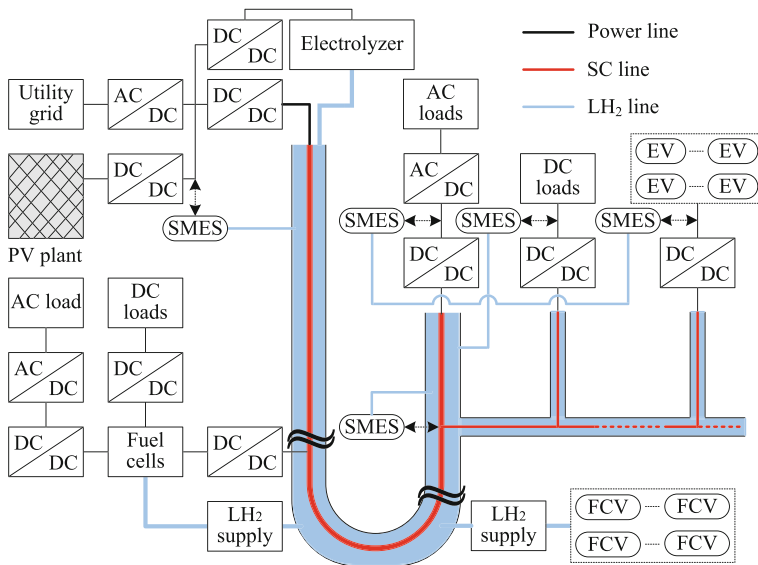 DC
DC
Electrolyzer
Power line
SC line
LH2 line
Utility
grid
AC
DC
DC
DC
AC
loads
EV
EV
EV
EV
DC
DC
AC
DC
DC
loads
SMES
SMES
SMES
SMES
PV plant
DC
DC
DC
DC
DC
DC
AC load
DC
loads
AC
DC
DC
DC
SMES
DC
DC
Fuel
cells
DC
DC
LH2
supply
LH2
supply
FCV
FCV
FCV
FCV